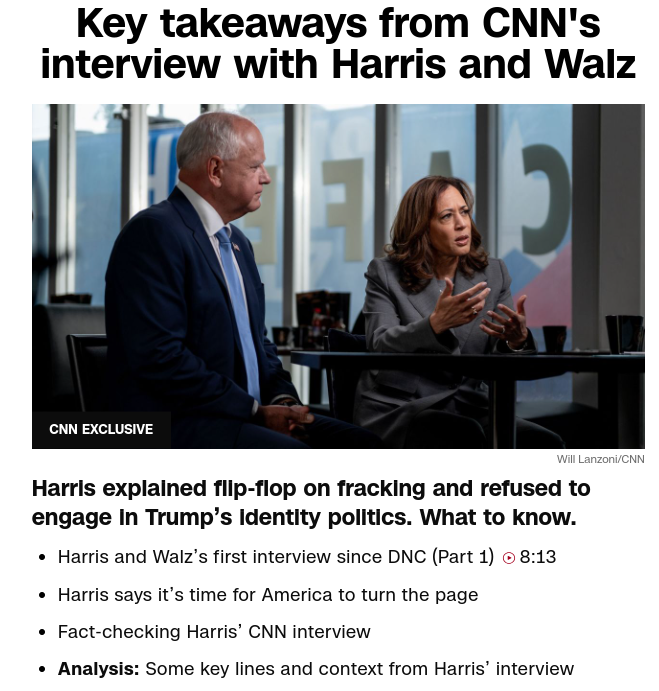 Key takeaways from CNN's
interview with Harris and Walz
CAFE
CNN EXCLUSIVE
Will Lanzoni/CNN
Harris explained flip-flop on fracking and refused to
engage in Trump’s identity politics. What to know.
• Harris and Walz’s first interview since DNC (Part 1) 8:13
• Harris says it’s time for America to turn the page
• Fact-checking Harris’ CNN interview
• Analysis: Some key lines and context from Harris’ interview